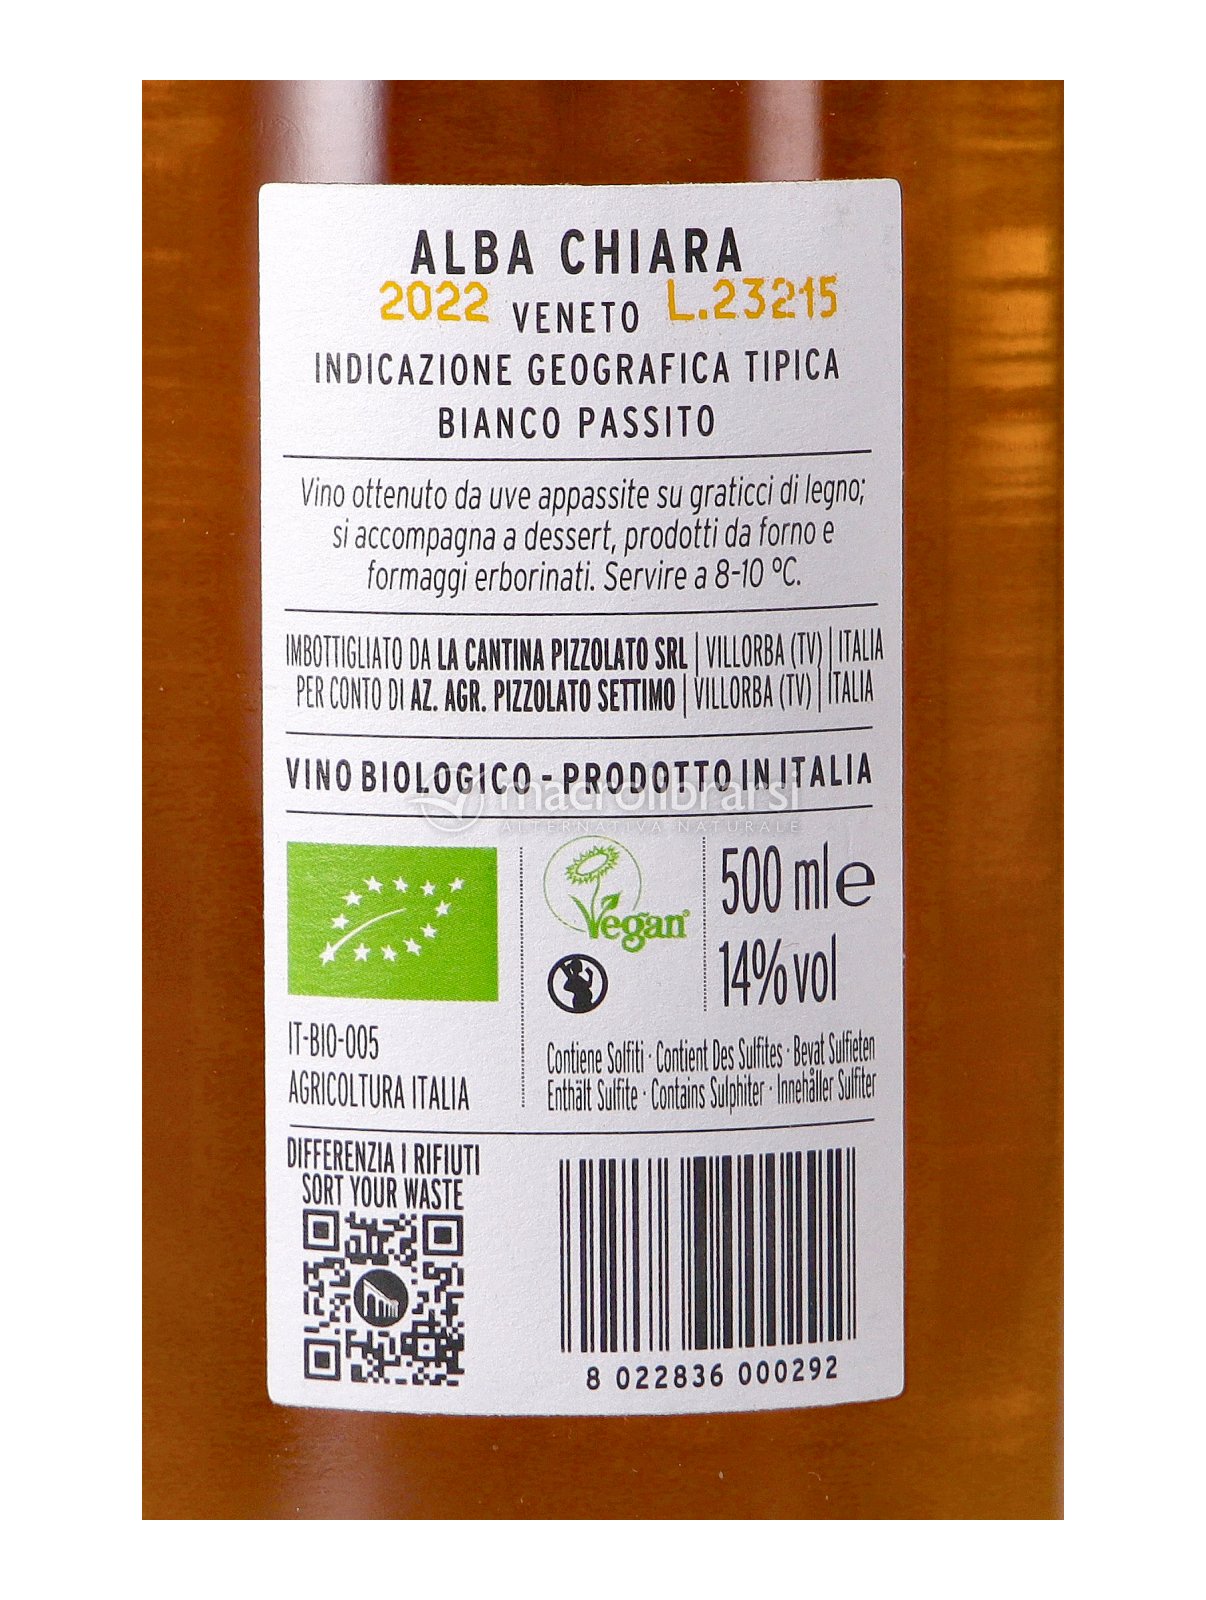 ALBA CHIARA
2022 VENETO L.23215
INDICAZIONE GEOGRAFICA TIPICA
BIANCO PASSITO
Vino ottenuto da uve appassite su graticci di legno;
si accompagna a dessert, prodotti da forno e
formaggi erborinati. Servire a 8-10 °C.
IMBOTTIGLIATO DA LA CANTINA PIZZOLATO SRL | VILLORBA (TV) | ITALIA
PER CONTO DI AZ. AGR. PIZZOLATO SETTIMO | VILLORBA (TV) | ITALIA
VINO BIOLOGICO - PRODOTTO IN ITALIA
macrolibrarsi
ALTERNATIVA NATURALE
IT-BIO-005
AGRICOLTURA ITALIA
Vegan
500 ml e
14% vol
Contiene Solfiti · Contient Des Sulfites · Bevat Sulfieten
Enthält Sulfite · Contains Sulphiter · Innehåller Sulfiter
DIFFERENZIA I RIFIUTI
SORT YOUR WASTE
8 022836 000292